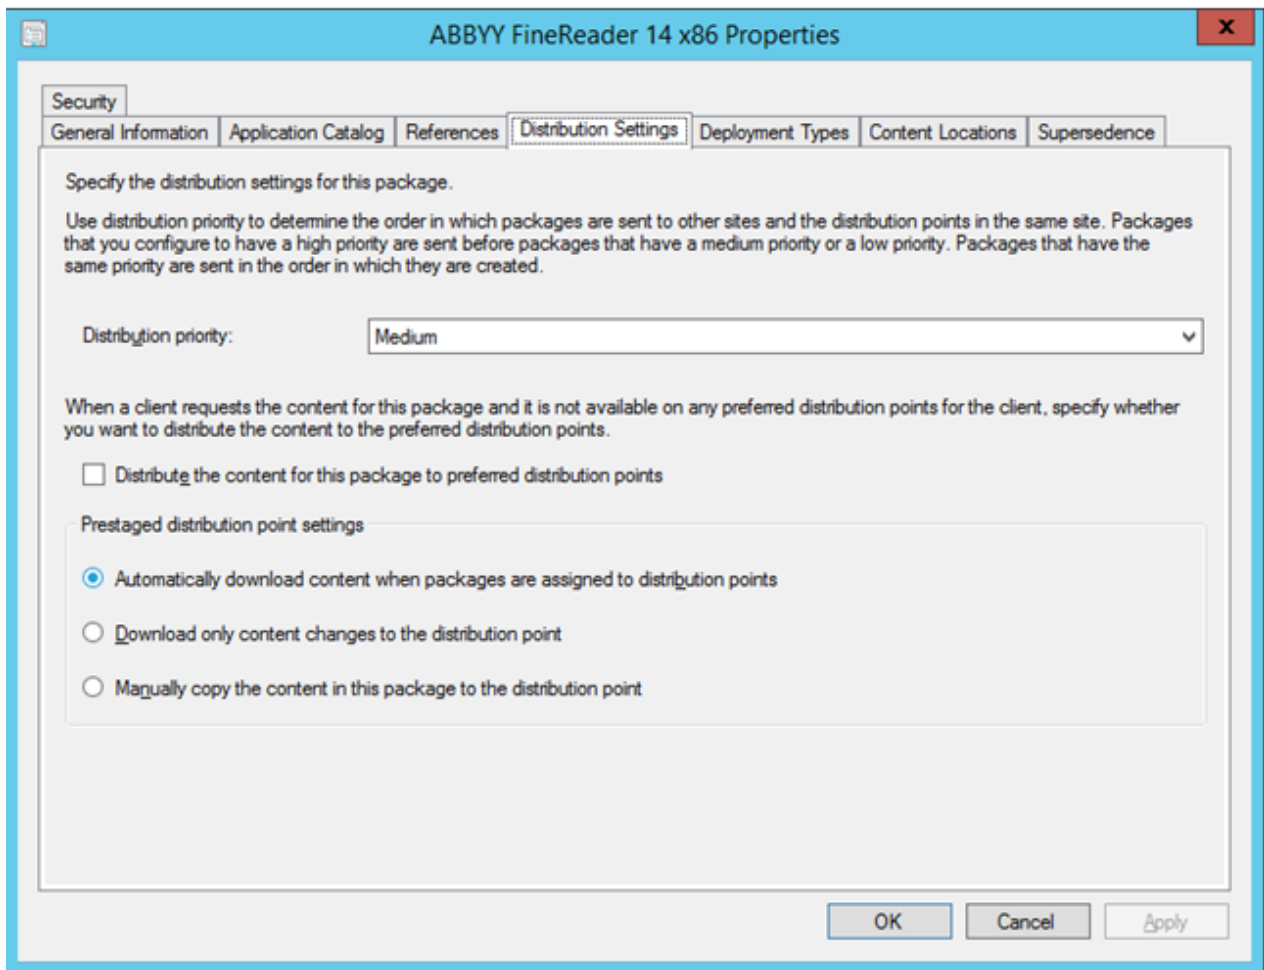 ABBYY FineReader 14 x86 Properties
x
Security
General Information
Application Catalog
References
Distribution Settings
Deployment Types
Content Locations
Supersedence
Specify the distribution settings for this package.
Use distribution priority to determine the order in which packages are sent to other sites and the distribution points in the same site. Packages
that you configure to have a high priority are sent before packages that have a medium priority or a low priority. Packages that have the
same priority are sent in the order in which they are created.
Distribution priority:
Medium
When a client requests the content for this package and it is not available on any preferred distribution points for the client, specify whether
you want to distribute the content to the preferred distribution points.
Distribute the content for this package to preferred distribution points
Prestaged distribution point settings
Automatically download content when packages are assigned to distribution points
Download only content changes to the distribution point
Manually copy the content in this package to the distribution point
OK
Cancel
Apply